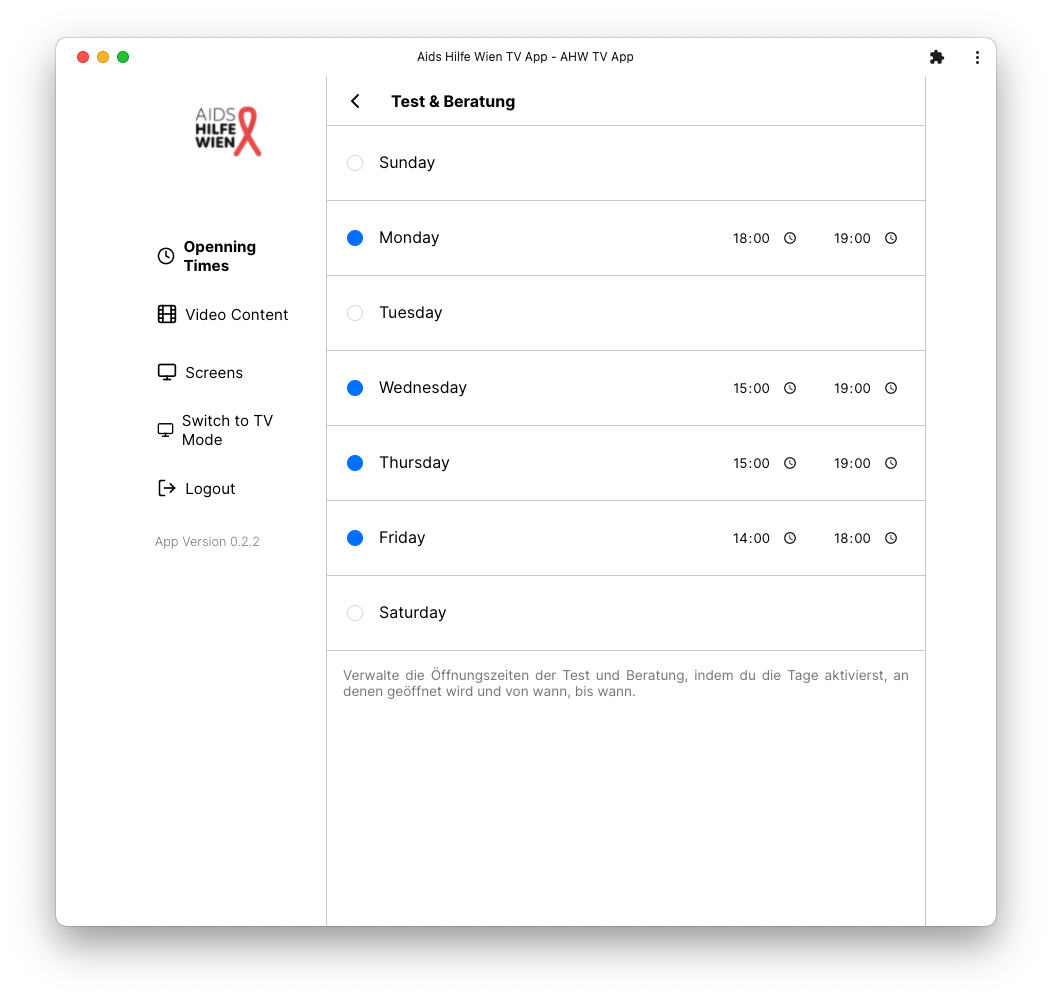 Aids Hilfe Wien TV App - AHW TV App
AIDS
HILFE
WIEN
Openning
Times
Video Content
Screens
Switch to TV
Mode
Logout
App Version 0.2.2
Test & Beratung
Sunday
Monday 18:00 19:00
Tuesday
Wednesday 15:00 19:00
Thursday 15:00 19:00
Friday 14:00 18:00
Saturday
Verwalte die Öffnungszeiten der Test und Beratung, indem du die Tage aktivierst, an
denen geöffnet wird und von wann, bis wann.